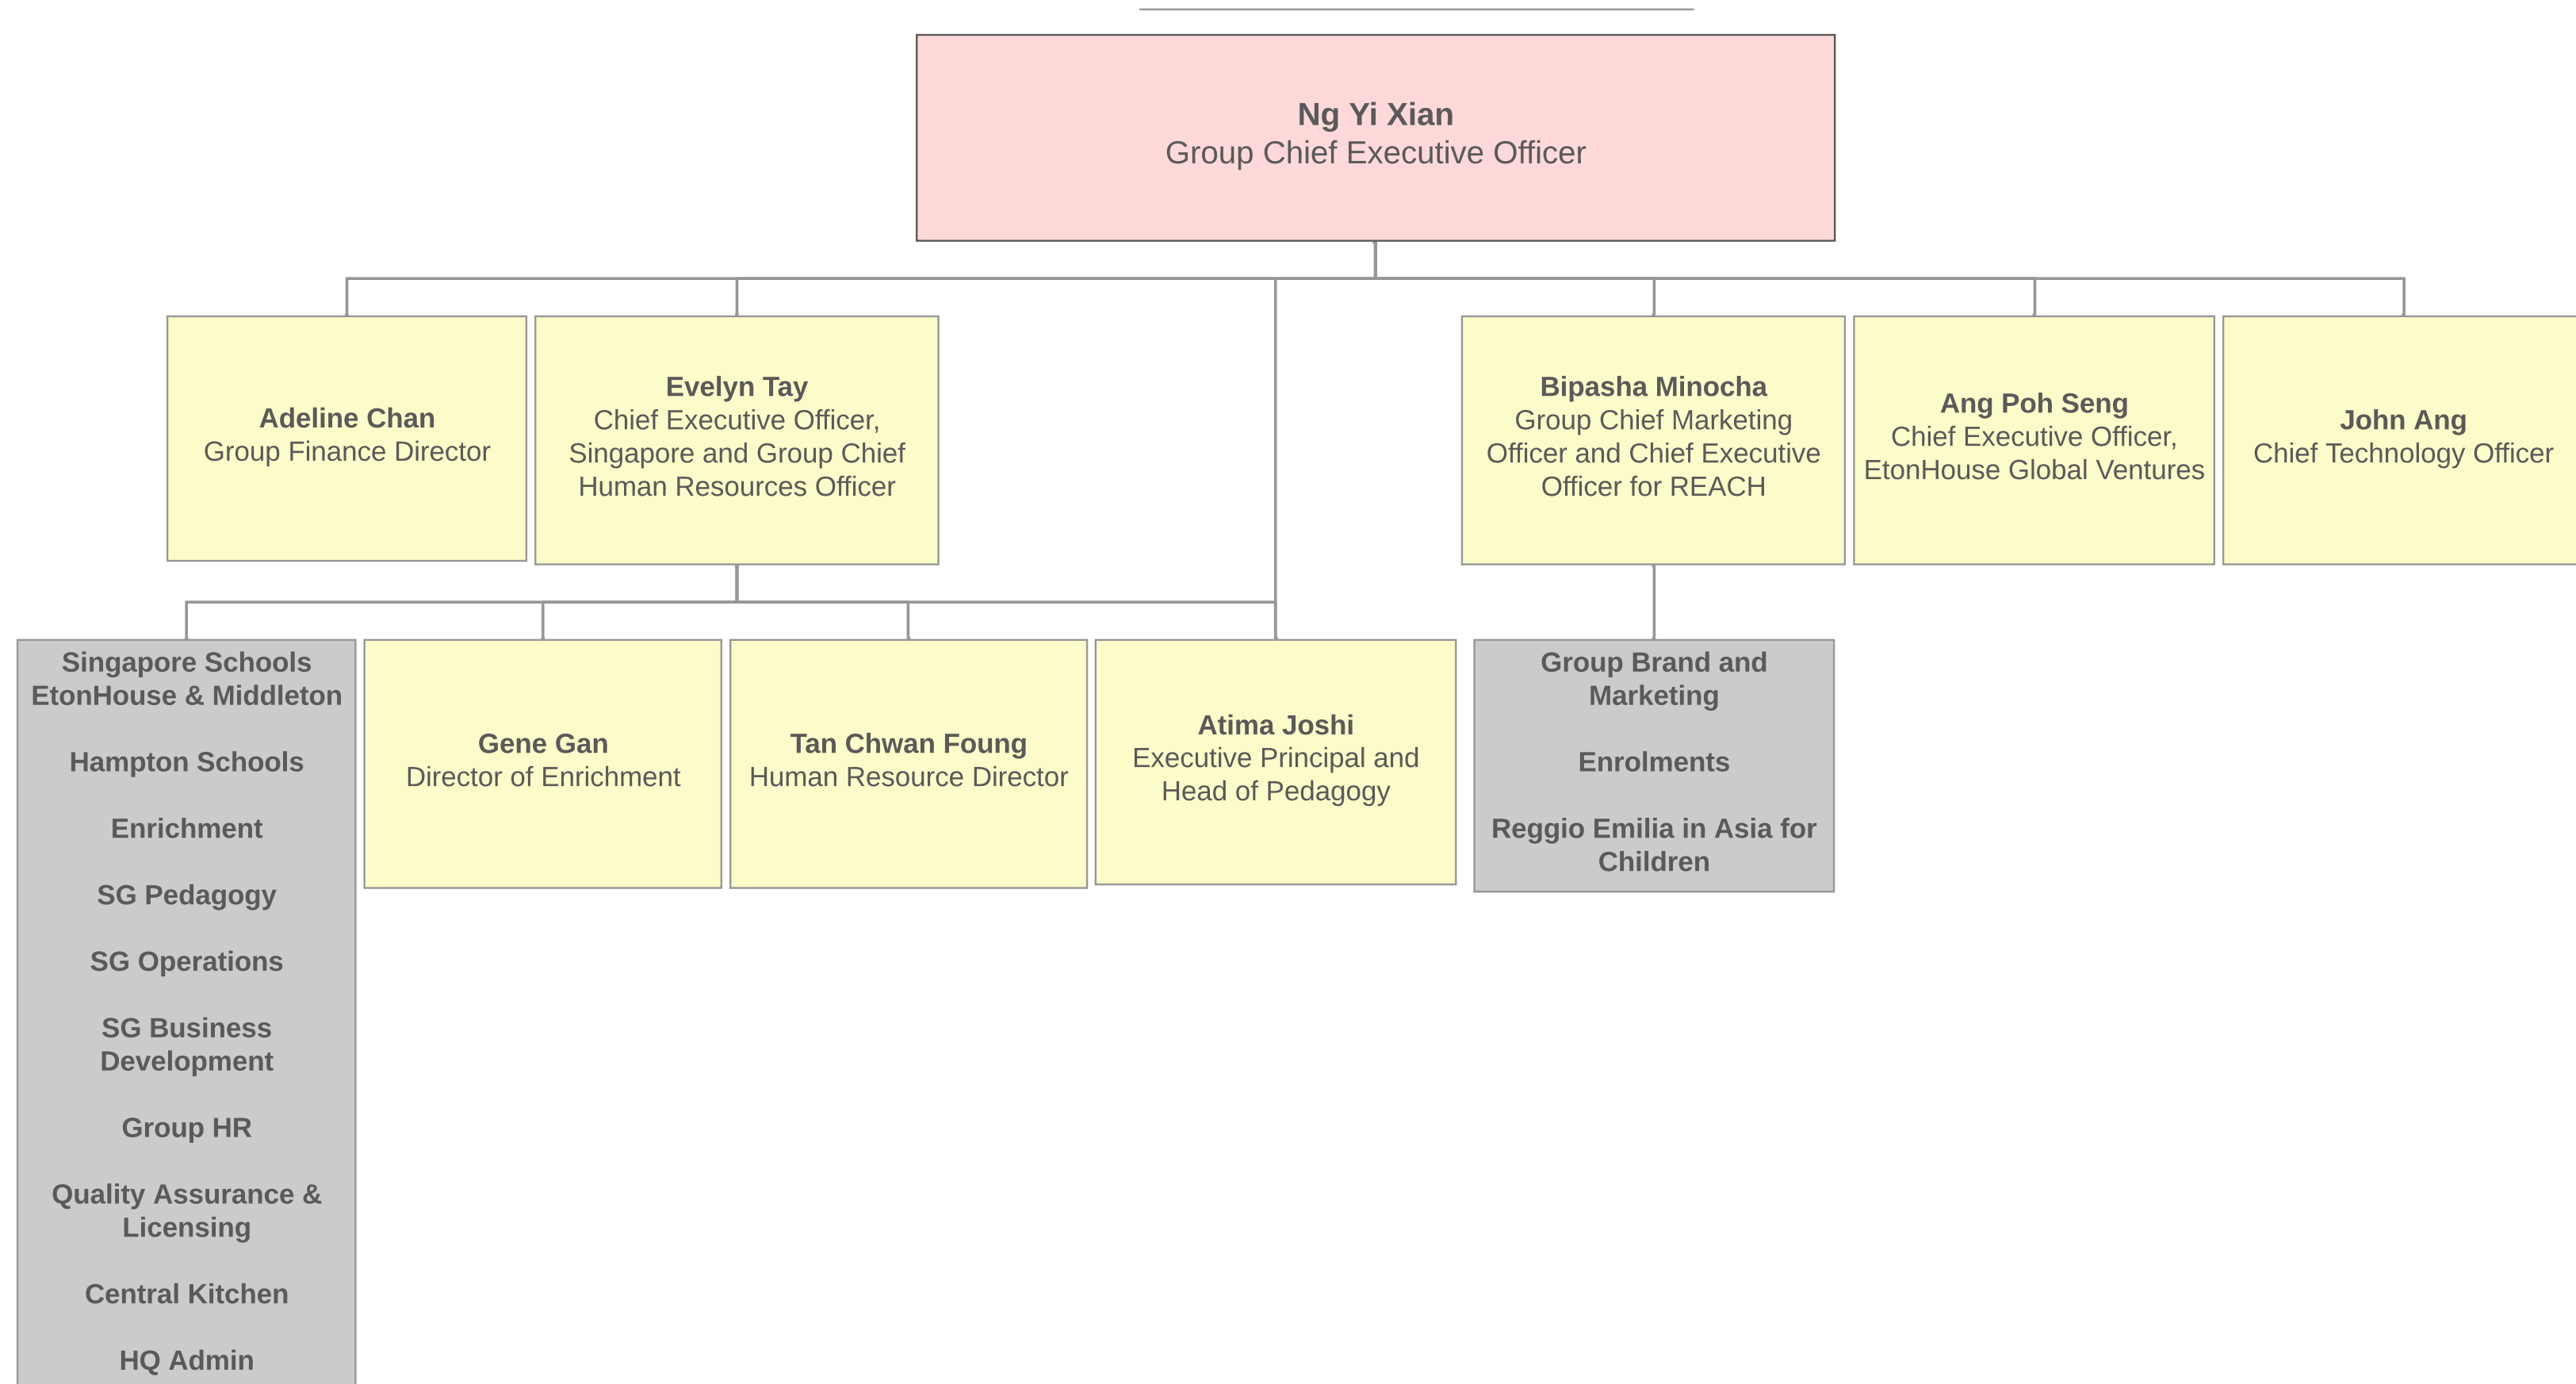 Ng Yi Xian
Group Chief Executive Officer
Adeline Chan
Group Finance Director
Evelyn Tay
Chief Executive Officer,
Singapore and Group Chief
Human Resources Officer
Bipasha Minocha
Group Chief Marketing
Officer and Chief Executive
Officer for REACH
Ang Poh Seng
Chief Executive Officer,
EtonHouse Global Ventures
John Ang
Chief Technology Officer
Singapore Schools
EtonHouse & Middleton
Hampton Schools
Enrichment
SG Pedagogy
SG Operations
SG Business
Development
Group HR
Quality Assurance &
Licensing
Central Kitchen
HQ Admin
Gene Gan
Director of Enrichment
Tan Chwan Foung
Human Resource Director
Atima Joshi
Executive Principal and
Head of Pedagogy
Group Brand and
Marketing
Enrolments
Reggio Emilia in Asia for
Children